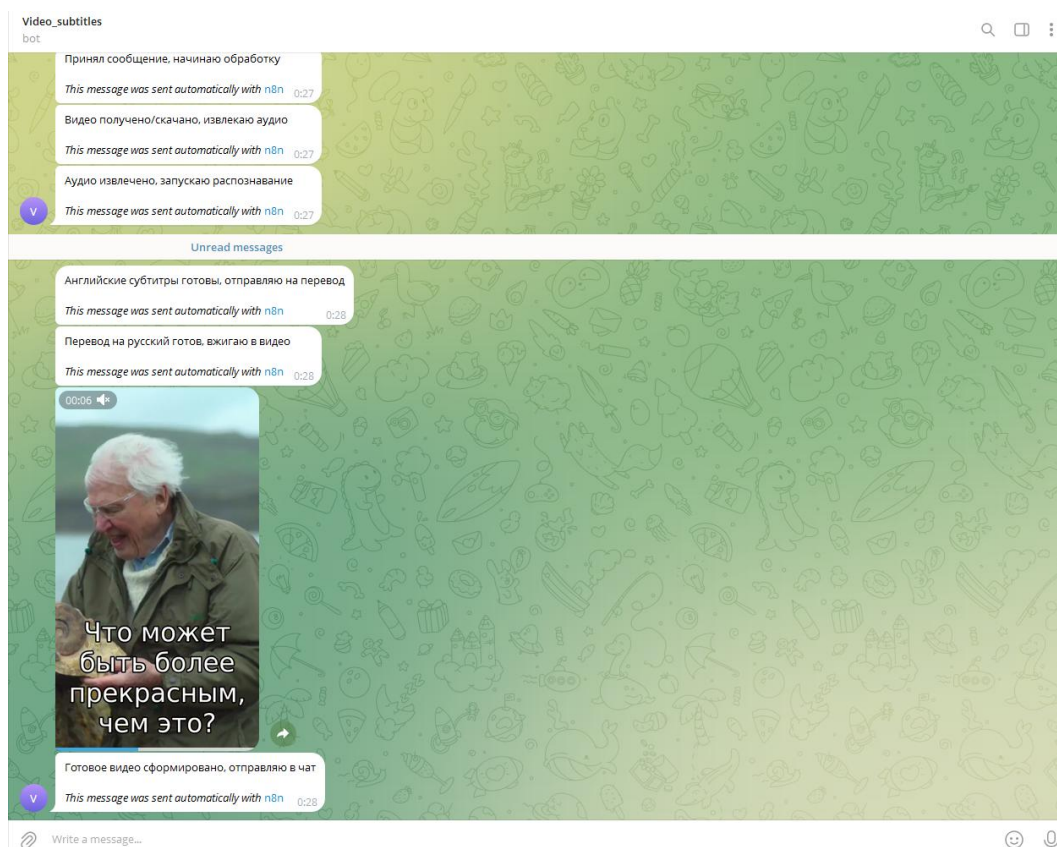 Video_subtitles
bot
Принял сообщение, начинаю обработку
This message was sent automatically with n8n 0:27
Видео получено/скачано, извлекаю аудио
This message was sent automatically with n8n 0:27
Аудио извлечено, запускаю распознавание
This message was sent automatically with n8n 0:27
V
Unread messages
Английские субтитры готовы, отправляю на перевод
This message was sent automatically with n8n 0:28
Перевод на русский готов, вжигаю в видео
This message was sent automatically with n8n 0:28
00:06
Что может
быть более
прекрасным,
чем это?
Готовое видео сформировано, отправляю в чат
This message was sent automatically with n8n 0:28
V
Write a message...